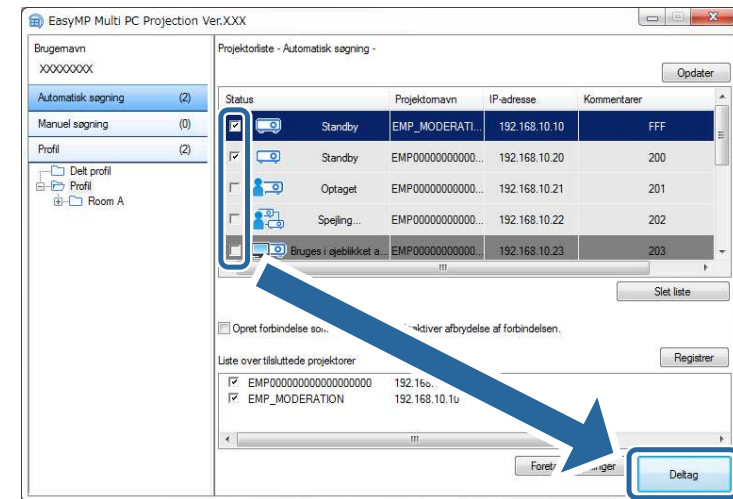 EasyMP Multi PC Projection Ver.X.XX
Brugernavn
XXXXXXXX
Automatisk søgning (2)
Manuel søgning (0)
Profil (2)
Delt profil
Profil
Room A
Projektorliste - Automatisk søgning -
Opdater
Status Projektornavn IP-adresse Kommentarer
Standby EMP_MODERATI... 192.168.10.10 FFF
Standby EMP00000000000... 192.168.10.20 200
Optaget EMP00000000000... 192.168.10.21 201
Spejling... EMP00000000000... 192.168.10.22 202
Bruges i øjeblikket a... EMP00000000000... 192.168.10.23 203
Slet liste
Opret forbindelse som afbrydelse af forbindelsen.
Liste over tilsluttede projektorer
Registrer
EMP000000000000000000 192.168.
EMP_MODERATION 192.168.10.10
Deltag